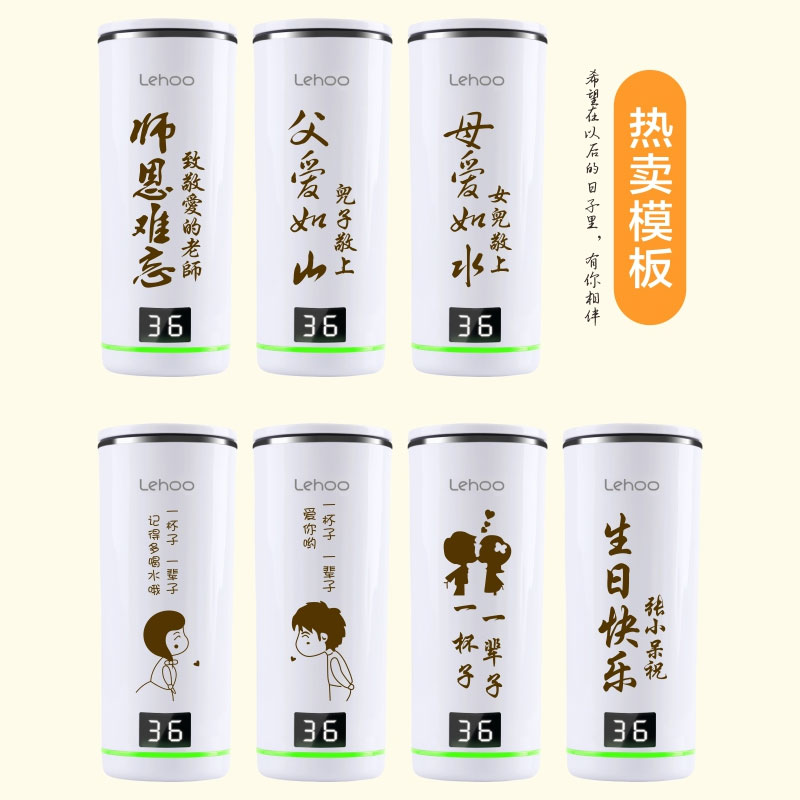 Lehoo
师恩难忘
致敬爱的老師
36
Lehoo
父爱如山
兒子敬上
36
Lehoo
母爱如水
女兒敬上
36
热卖模板
希望在以后的日子里，有你相伴
Lehoo
一杯子 一辈子
记得多喝水哦
36
Lehoo
一杯子 一辈子
爱你哟
36
Lehoo
一辈子
一杯子
36
Lehoo
生日快乐
张小呆祝
36